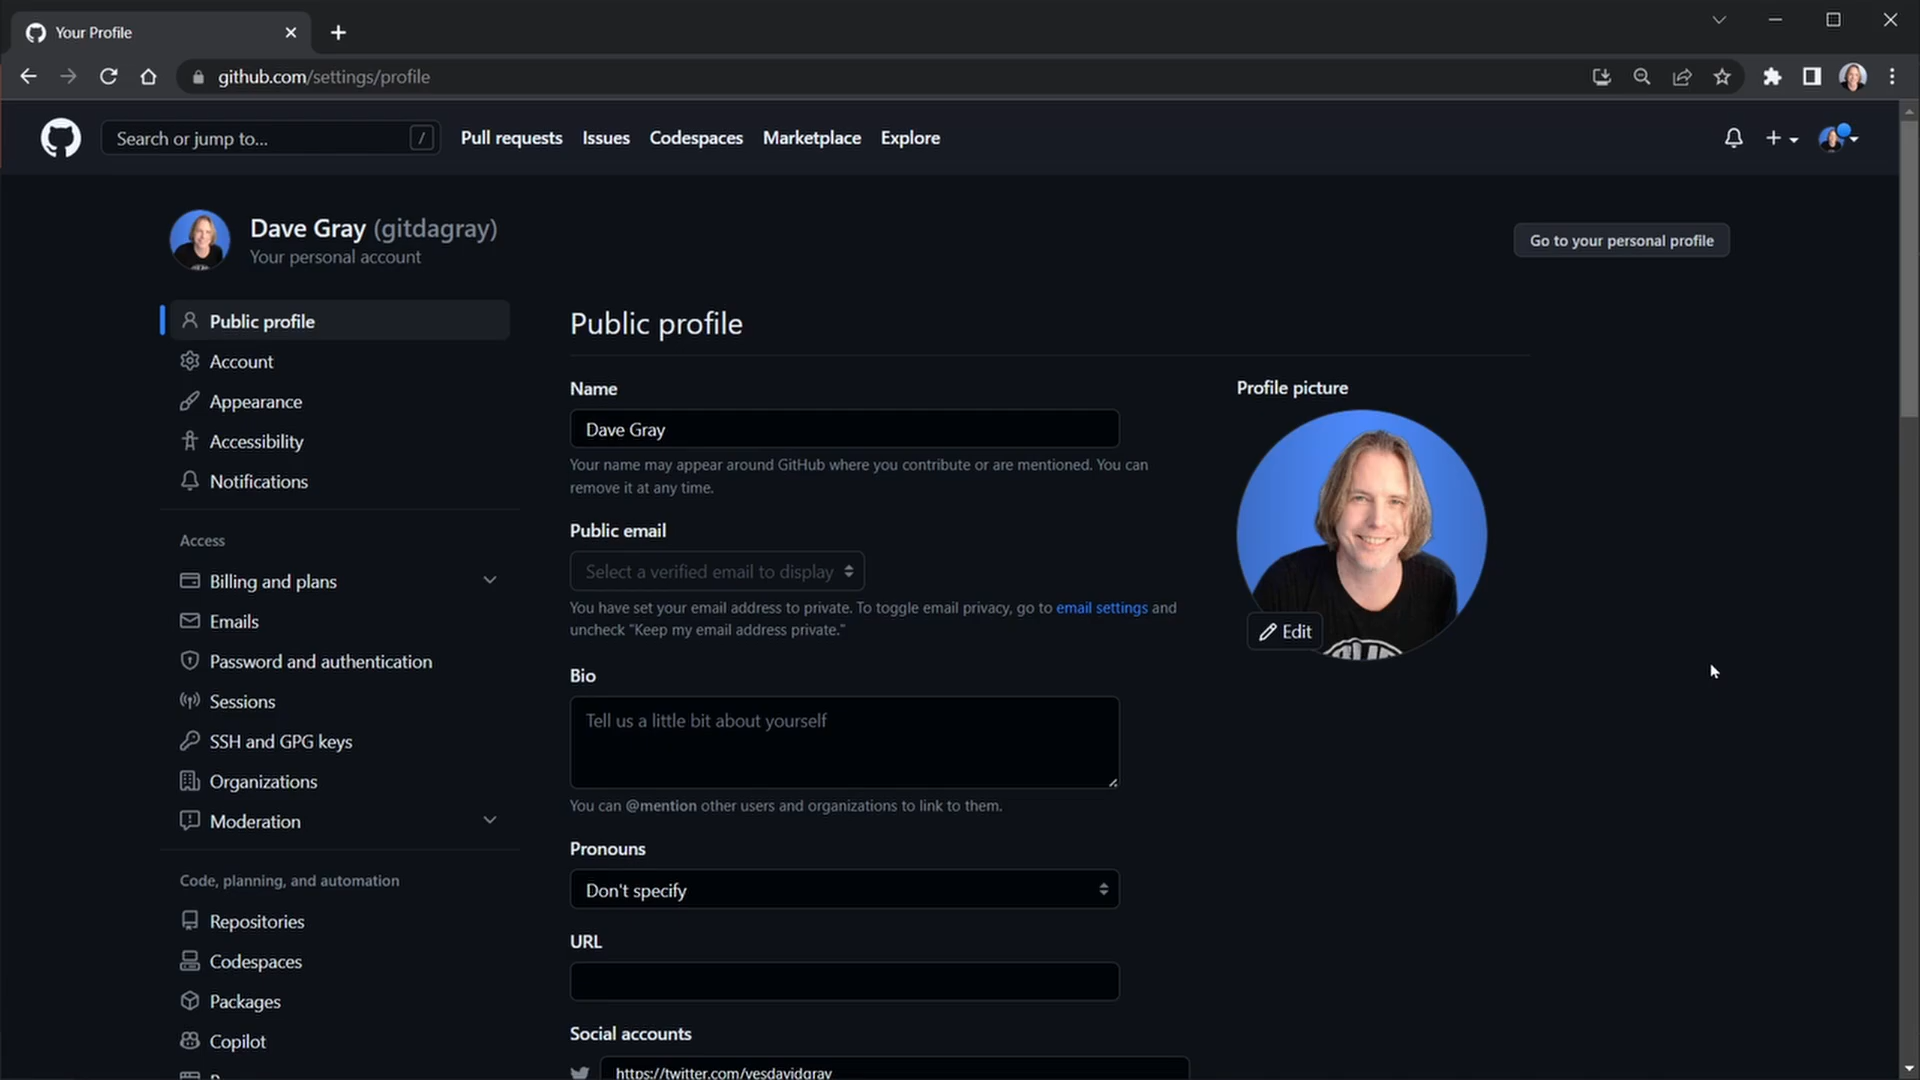 Your Profile
github.com/settings/profile
Search or jump to...
/
Pull requests
Issues
Codespaces
Marketplace
Explore
Dave Gray (gitdagray)
Your personal account
Go to your personal profile
Public profile
Account
Appearance
Accessibility
Notifications
Access
Billing and plans
Emails
Password and authentication
Sessions
SSH and GPG keys
Organizations
Moderation
Code, planning, and automation
Repositories
Codespaces
Packages
Copilot
Public profile
Name
Dave Gray
Your name may appear around GitHub where you contribute or are mentioned. You can
remove it at any time.
Public email
Select a verified email to display
You have set your email address to private. To toggle email privacy, go to email settings and
uncheck "Keep my email address private."
Bio
Tell us a little bit about yourself
You can @mention other users and organizations to link to them.
Pronouns
Don't specify
URL
Social accounts
https://twitter.com/yesdavidgray
Profile picture
Edit